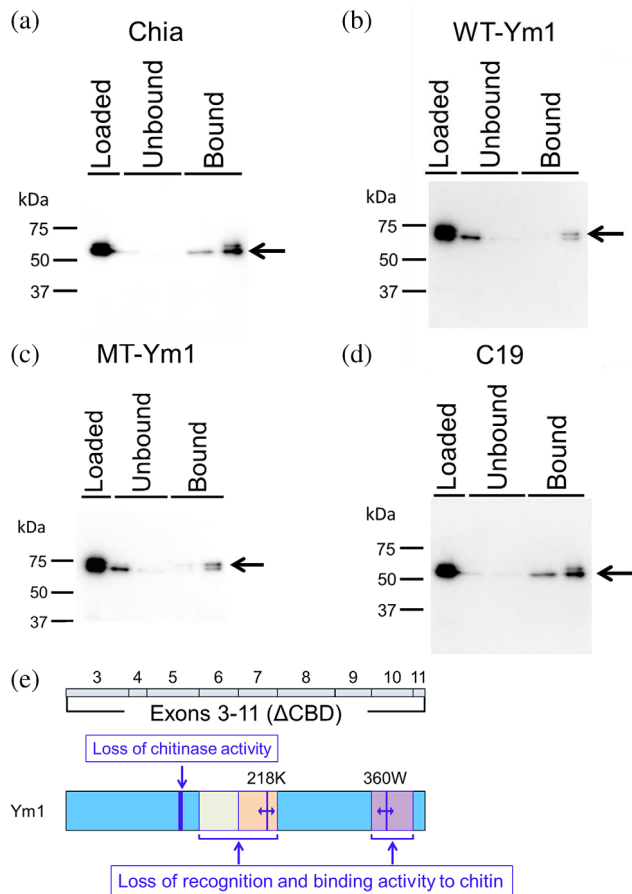 (a)
Chia
Loaded
Unbound
Bound
kDa
75
50
37
(b)
WT-Ym1
Loaded
Unbound
Bound
kDa
75
50
37
(c)
MT-Ym1
Loaded
Unbound
Bound
kDa
75
50
37
(d)
C19
Loaded
Unbound
Bound
kDa
75
50
37
(e)
3 4 5 6 7 8 9 10 11
Exons 3-11 (ΔCBD)
Loss of chitinase activity
218K 360W
Ym1
Loss of recognition and binding activity to chitin